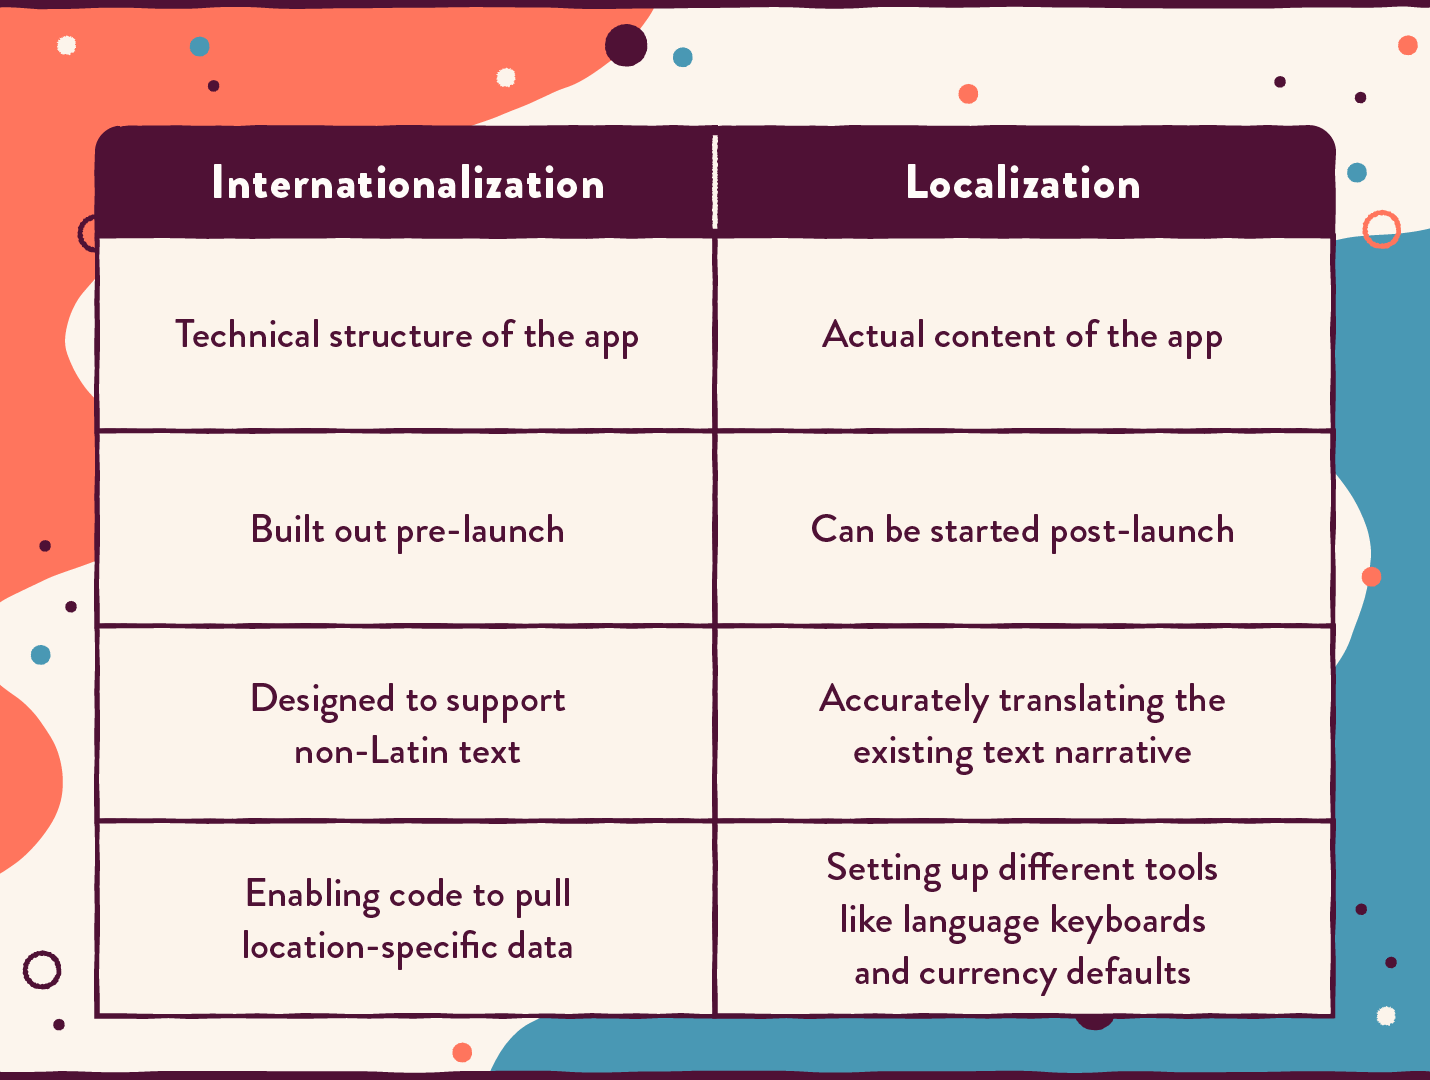 Internationalization
Localization
Technical structure of the app
Actual content of the app
Built out pre-launch
Can be started post-launch
Designed to support
non-Latin text
Accurately translating the
existing text narrative
Enabling code to pull
location-specific data
Setting up different tools
like language keyboards
and currency defaults